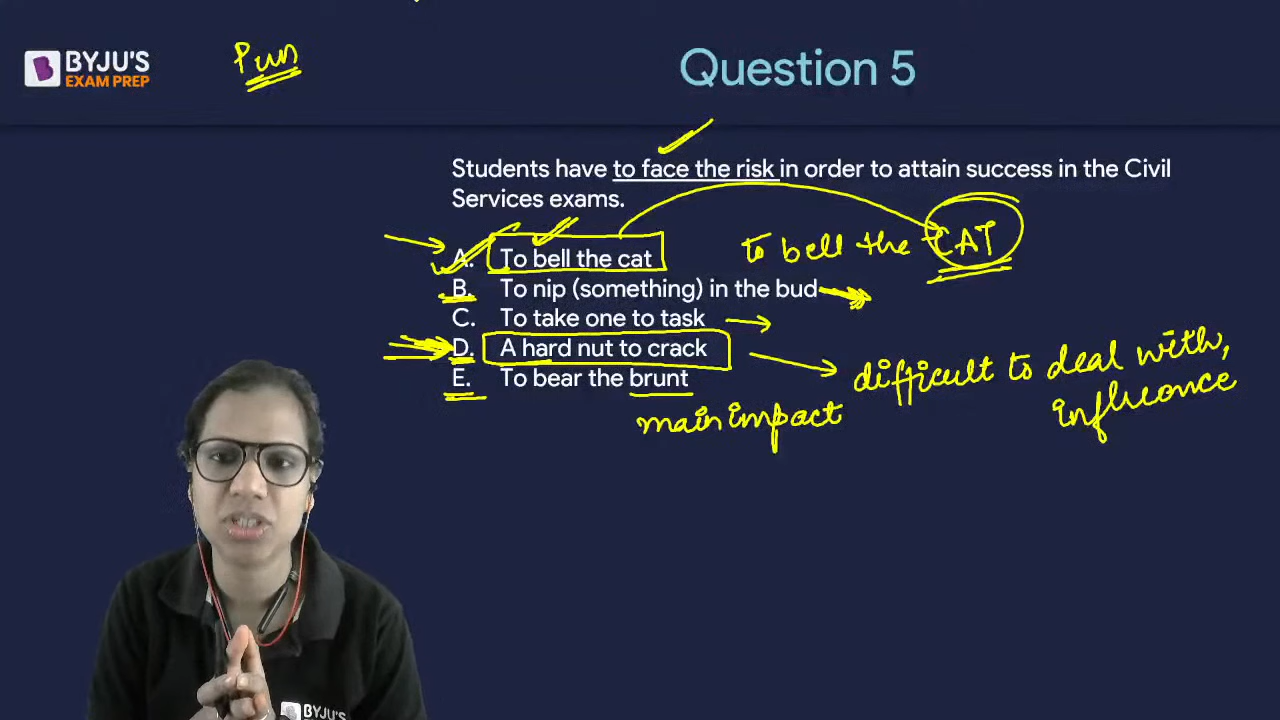 BYJU'S
EXAM PREP
Pun
Question 5
Students have to face the risk in order to attain success in the Civil
Services exams.
A. To bell the cat
to bell the CAT
B. To nip (something) in the bud
C. To take one to task
D. A hard nut to crack
difficult to deal with,
influence
E. To bear the brunt
main impact
BYJU'S